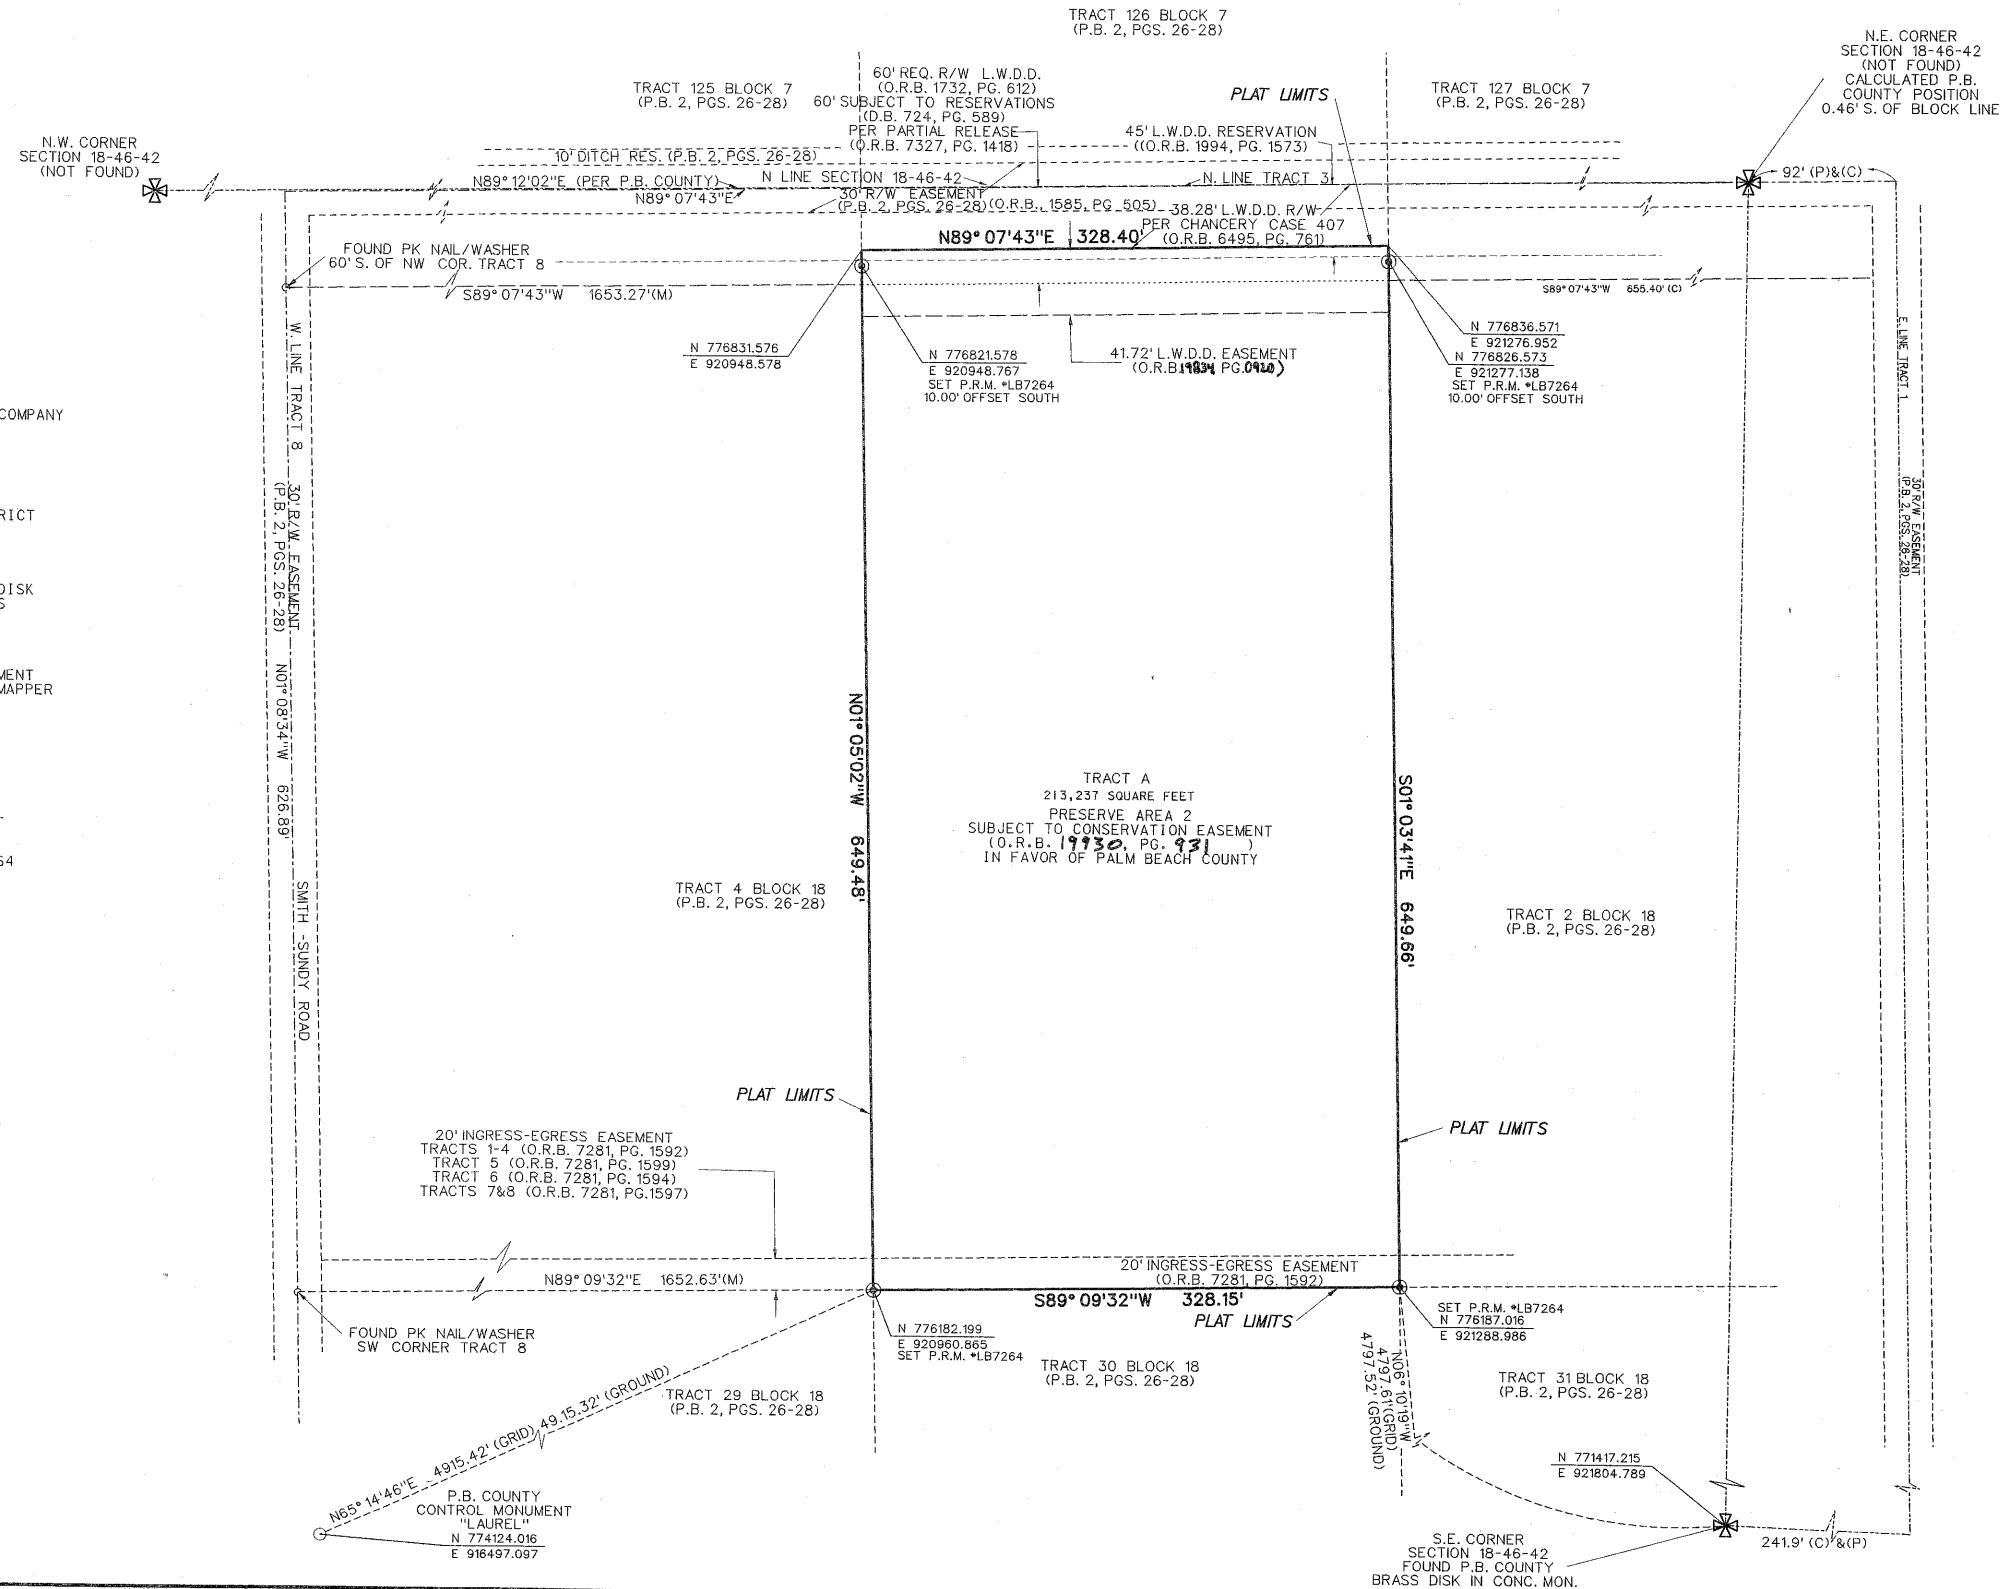 TRACT 126 BLOCK 7
(P.B. 2, PGS. 26-28)
N.E. CORNER
SECTION 18-46-42
(NOT FOUND)
CALCULATED P.B.
COUNTY POSITION
0.46' S. OF BLOCK LINE
TRACT 125 BLOCK 7
(P.B. 2, PGS. 26-28)
60' REQ. R/W L.W.D.D.
(O.R.B. 1732, PG. 612)
60' SUBJECT TO RESERVATIONS
(D.B. 724, PG. 589)
PER PARTIAL RELEASE
(O.R.B. 7327, PG. 1418)
PLAT LIMITS
TRACT 127 BLOCK 7
(P.B. 2, PGS. 26-28)
45' L.W.D.D. RESERVATION
((O.R.B. 1994, PG. 1573)
N.W. CORNER
SECTION 18-46-42
(NOT FOUND)
10' DITCH RES. (P.B. 2, PGS. 26-28)
N89°12'02"E (PER P.B. COUNTY)
N89°07'43"E
N LINE SECTION 18-46-42
N. LINE TRACT 3
92' (P)&(C)
30' R/W EASEMENT
(P.B. 2, PGS. 26-28)(O.R.B., 1585, PG 505)
38.28' L.W.D.D. R/W
PER CHANCERY CASE 407
(O.R.B. 6495, PG. 761)
N89°07'43"E 328.40'
FOUND PK NAIL/WASHER
60' S. OF NW COR. TRACT 8
S89°07'43"W 1653.27'(M)
S89°07'43"W 655.40' (C)
N 776831.576
E 920948.578
N 776821.578
E 920948.767
SET P.R.M. *LB7264
10.00' OFFSET SOUTH
41.72' L.W.D.D. EASEMENT
(O.R.B. PG. )
N 776836.571
E 921276.952
N 776826.573
E 921277.138
SET P.R.M. *LB7264
10.00' OFFSET SOUTH
W. LINE TRACT 8
30' R/W EASEMENT
(P.B. 2, PGS. 26-28)
N01°08'34"W 626.89'
SMITH -SUNDY ROAD
E. LINE TRACT 1
30' R/W EASEMENT
(P.B. 2, PGS. 26-28)
COMPANY
RICT
DISK
S
MENT
MAPPER
64
N01°05'02"W 649.48'
S01°03'41"E 649.66'
TRACT A
213,237 SQUARE FEET
PRESERVE AREA 2
SUBJECT TO CONSERVATION EASEMENT
(O.R.B. 19930, PG. 931 )
IN FAVOR OF PALM BEACH COUNTY
TRACT 4 BLOCK 18
(P.B. 2, PGS. 26-28)
TRACT 2 BLOCK 18
(P.B. 2, PGS. 26-28)
PLAT LIMITS
PLAT LIMITS
20' INGRESS-EGRESS EASEMENT
TRACTS 1-4 (O.R.B. 7281, PG. 1592)
TRACT 5 (O.R.B. 7281, PG. 1599)
TRACT 6 (O.R.B. 7281, PG. 1594)
TRACTS 7&8 (O.R.B. 7281, PG.1597)
N89°09'32"E 1652.63'(M)
20' INGRESS-EGRESS EASEMENT
(O.R.B. 7281, PG. 1592)
S89°09'32"W 328.15'
PLAT LIMITS
FOUND PK NAIL/WASHER
SW CORNER TRACT 8
N 776182.199
E 920960.865
SET P.R.M. *LB7264
SET P.R.M. *LB7264
N 776187.016
E 921288.986
TRACT 30 BLOCK 18
(P.B. 2, PGS. 26-28)
TRACT 29 BLOCK 18
(P.B. 2, PGS. 26-28)
TRACT 31 BLOCK 18
(P.B. 2, PGS. 26-28)
N06°10'19"W
4797.61'(GRID)
4797.52' (GROUND)
N65°14'46"E 4915.42' (GRID) 49.15.32' (GROUND)
P.B. COUNTY
CONTROL MONUMENT
"LAUREL"
N 774124.016
E 916497.097
N 771417.215
E 921804.789
S.E. CORNER
SECTION 18-46-42
FOUND P.B. COUNTY
BRASS DISK IN CONC. MON.
241.9' (C)&(P)